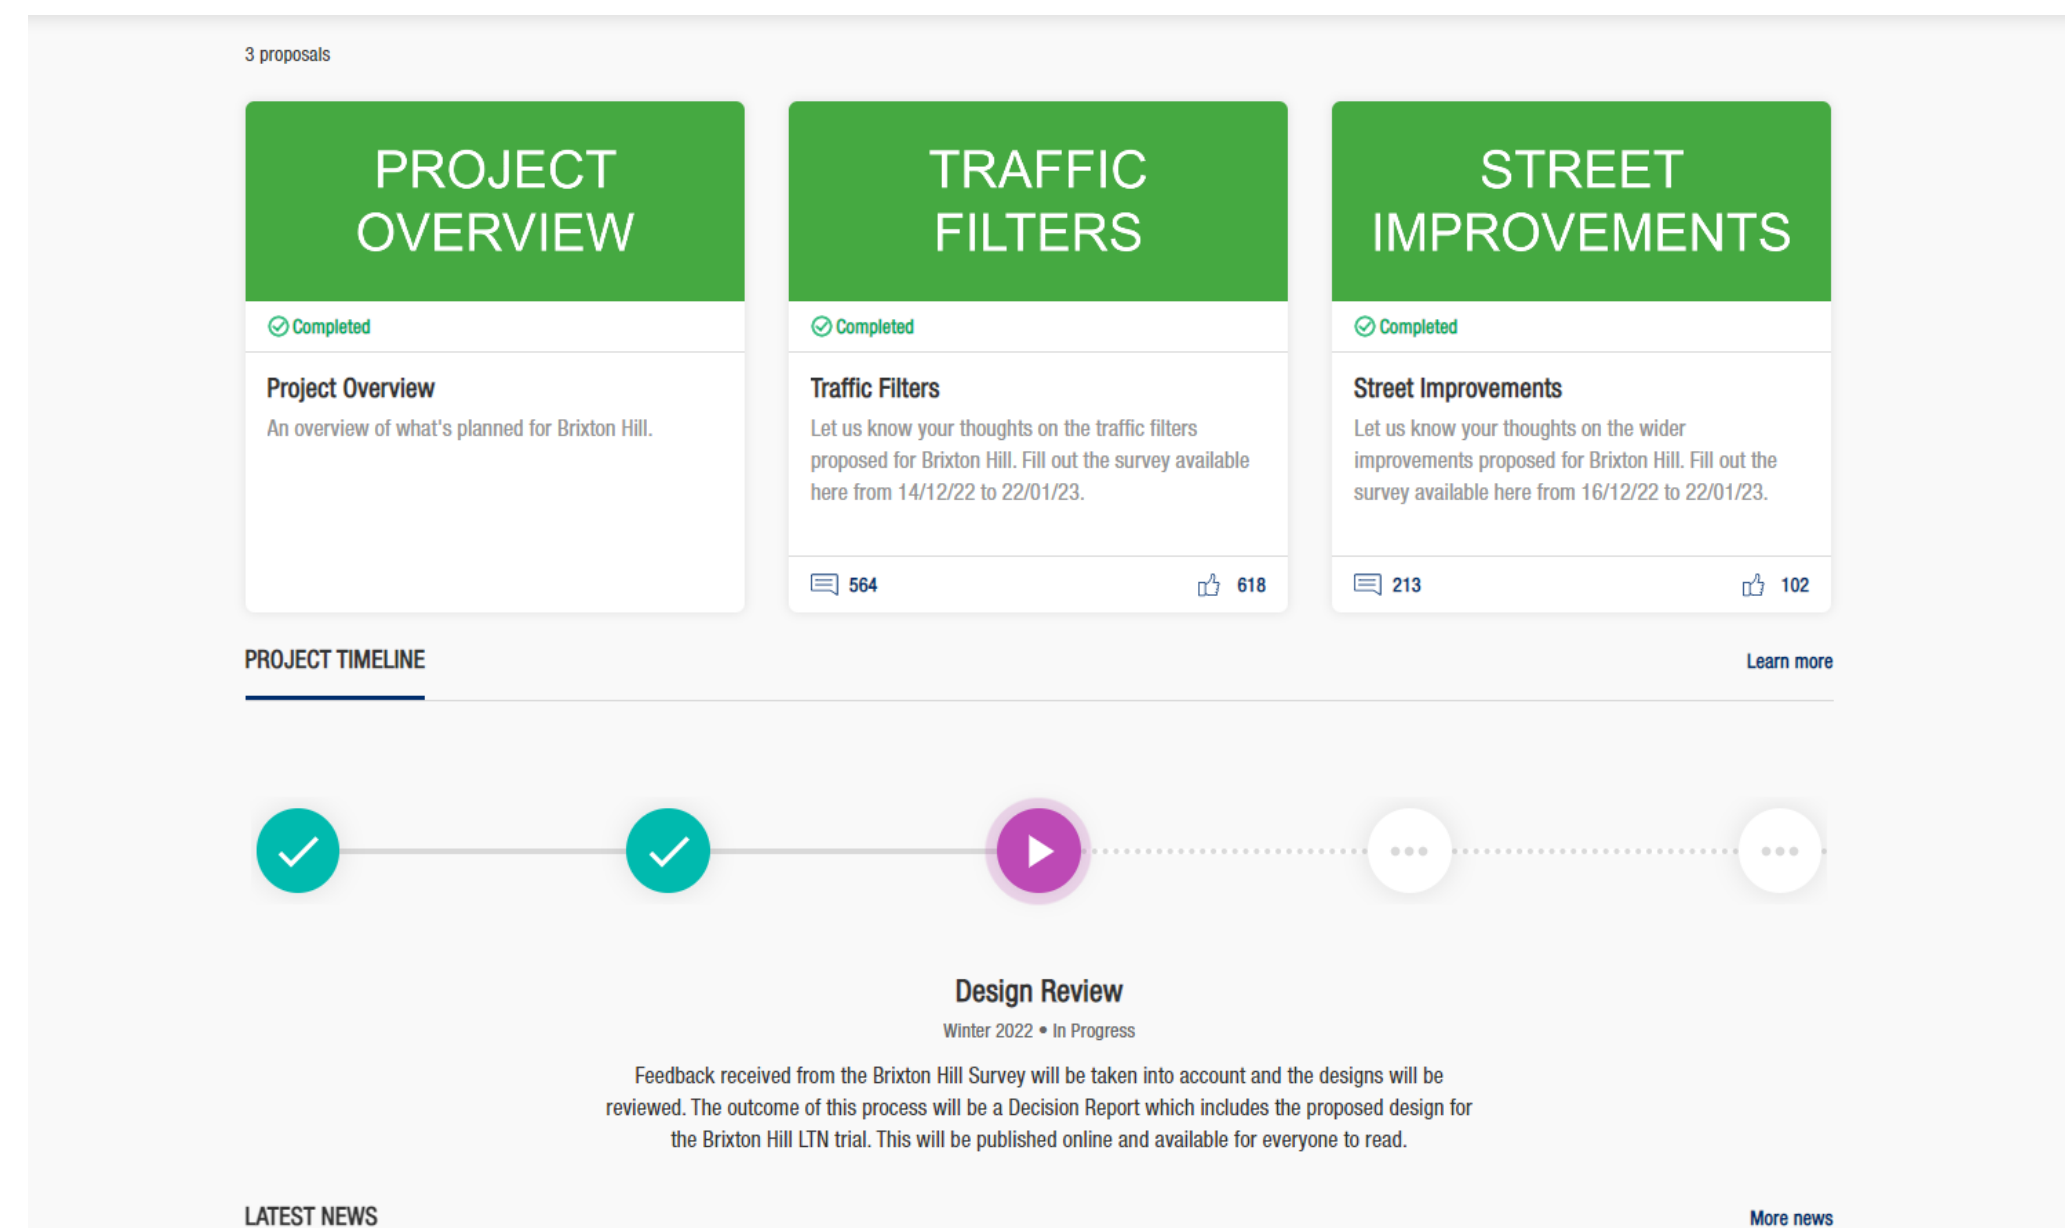 3 proposals
PROJECT
OVERVIEW
Completed
Project Overview
An overview of what's planned for Brixton Hill.
TRAFFIC
FILTERS
Completed
Traffic Filters
Let us know your thoughts on the traffic filters
proposed for Brixton Hill. Fill out the survey available
here from 14/12/22 to 22/01/23.
564
618
STREET
IMPROVEMENTS
Completed
Street Improvements
Let us know your thoughts on the wider
improvements proposed for Brixton Hill. Fill out the
survey available here from 16/12/22 to 22/01/23.
213
102
PROJECT TIMELINE
Learn more
Design Review
Winter 2022 • In Progress
Feedback received from the Brixton Hill Survey will be taken into account and the designs will be
reviewed. The outcome of this process will be a Decision Report which includes the proposed design for
the Brixton Hill LTN trial. This will be published online and available for everyone to read.
LATEST NEWS
More news